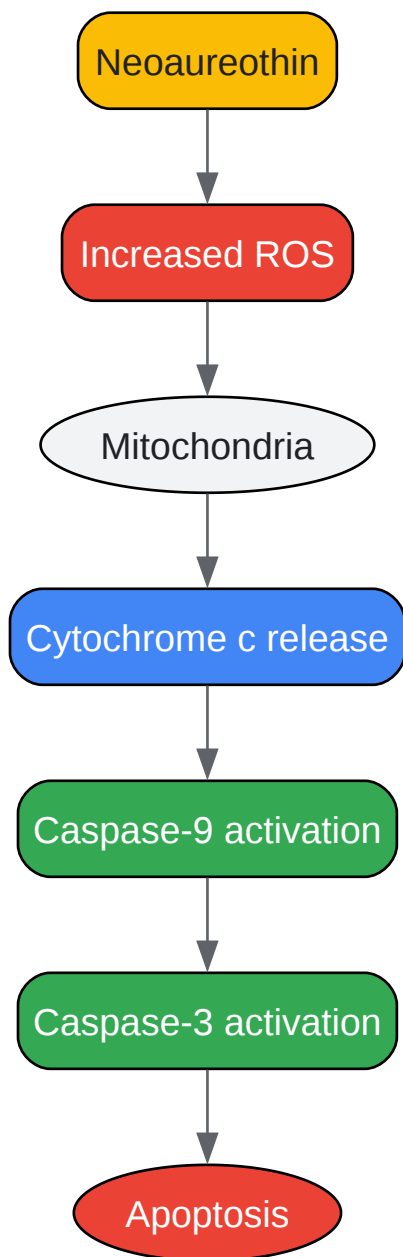 Neoaureothin
Increased ROS
Mitochondria
Cytochrome c release
Caspase-9 activation
Caspase-3 activation
Apoptosis